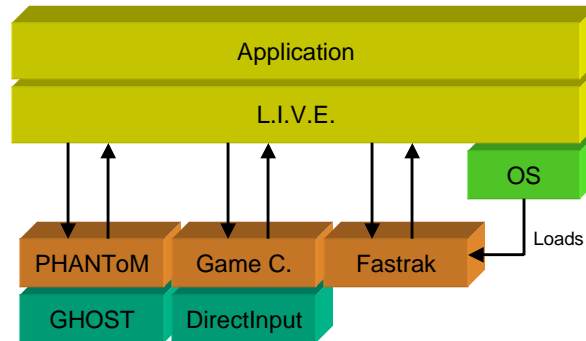 Application
L.I.V.E.
OS
Loads
PHANToM
Game C.
Fastrak
GHOST
DirectInput